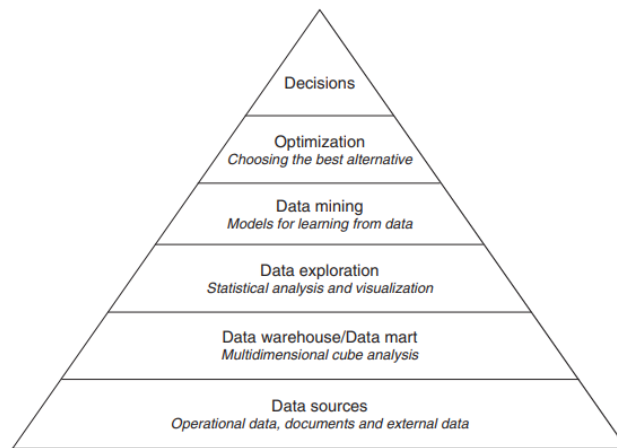 Decisions
Optimization
Choosing the best alternative
Data mining
Models for learning from data
Data exploration
Statistical analysis and visualization
Data warehouse/Data mart
Multidimensional cube analysis
Data sources
Operational data, documents and external data